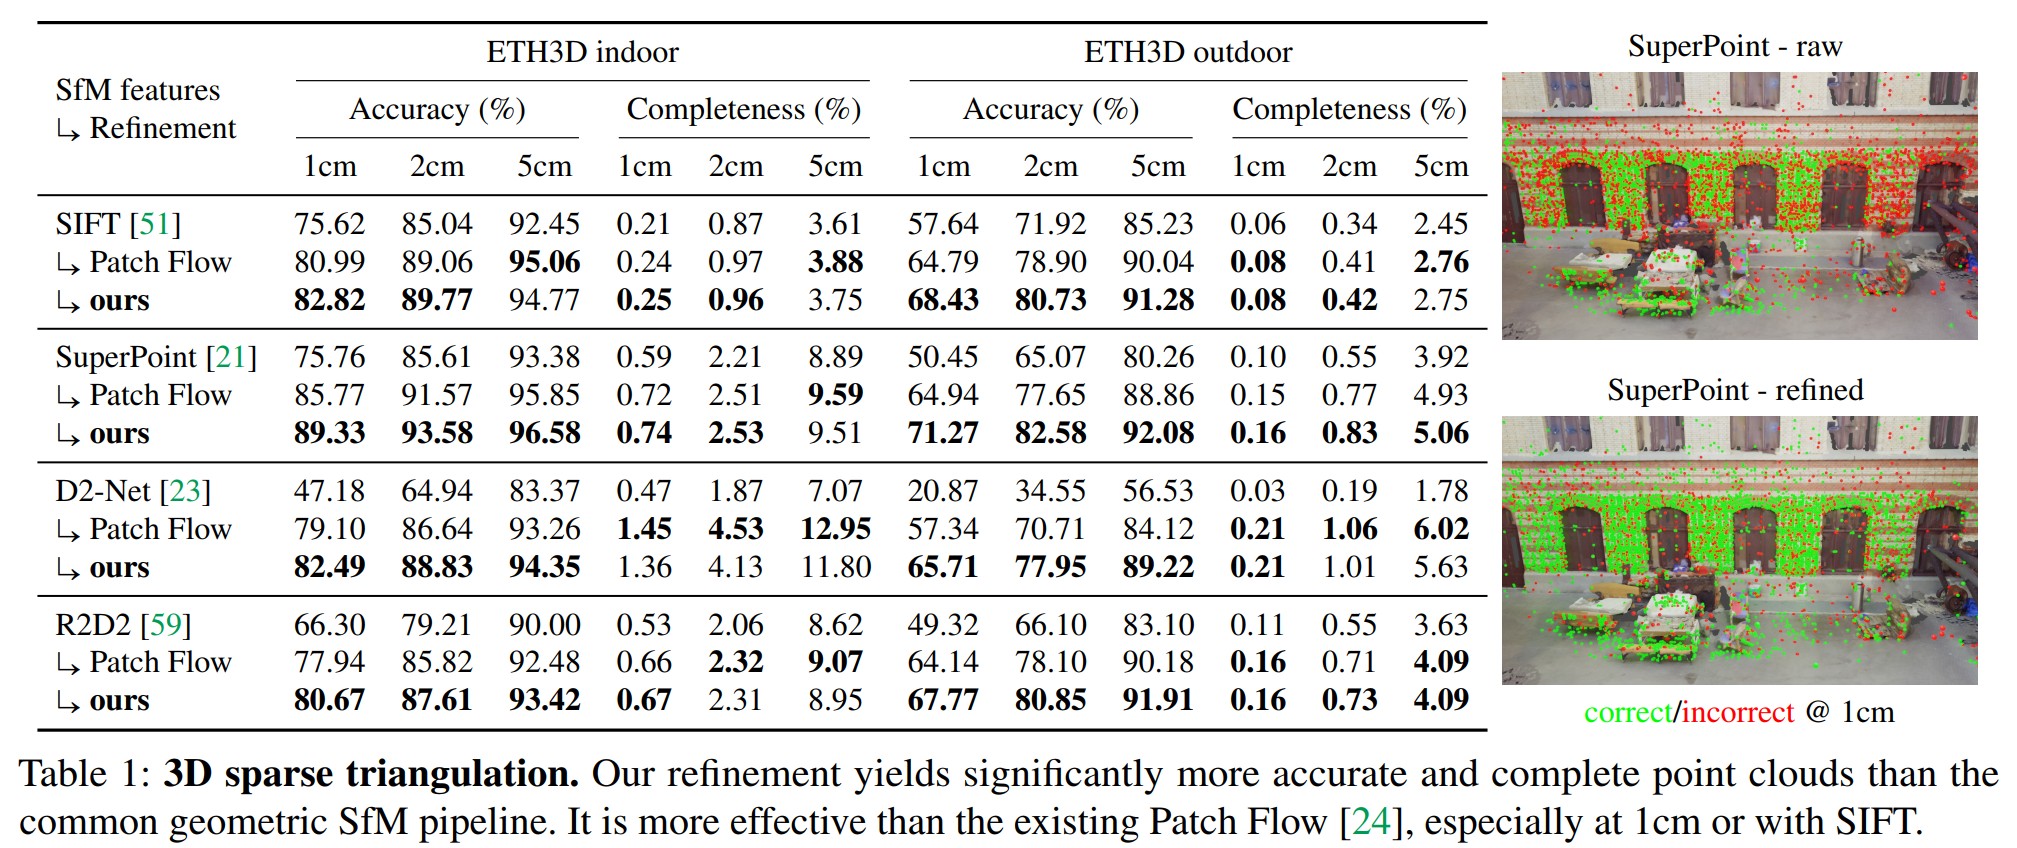 SfM features
↳ Refinement
ETH3D indoor
ETH3D outdoor
Accuracy (%)
Completeness (%)
Accuracy (%)
Completeness (%)
1cm 2cm 5cm 1cm 2cm 5cm 1cm 2cm 5cm 1cm 2cm 5cm
SIFT [51] 75.62 85.04 92.45 0.21 0.87 3.61 57.64 71.92 85.23 0.06 0.34 2.45
↳ Patch Flow 80.99 89.06 95.06 0.24 0.97 3.88 64.79 78.90 90.04 0.08 0.41 2.76
↳ ours 82.82 89.77 94.77 0.25 0.96 3.75 68.43 80.73 91.28 0.08 0.42 2.75
SuperPoint [21] 75.76 85.61 93.38 0.59 2.21 8.89 50.45 65.07 80.26 0.10 0.55 3.92
↳ Patch Flow 85.77 91.57 95.85 0.72 2.51 9.59 64.94 77.65 88.86 0.15 0.77 4.93
↳ ours 89.33 93.58 96.58 0.74 2.53 9.51 71.27 82.58 92.08 0.16 0.83 5.06
D2-Net [23] 47.18 64.94 83.37 0.47 1.87 7.07 20.87 34.55 56.53 0.03 0.19 1.78
↳ Patch Flow 79.10 86.64 93.26 1.45 4.53 12.95 57.34 70.71 84.12 0.21 1.06 6.02
↳ ours 82.49 88.83 94.35 1.36 4.13 11.80 65.71 77.95 89.22 0.21 1.01 5.63
R2D2 [59] 66.30 79.21 90.00 0.53 2.06 8.62 49.32 66.10 83.10 0.11 0.55 3.63
↳ Patch Flow 77.94 85.82 92.48 0.66 2.32 9.07 64.14 78.10 90.18 0.16 0.71 4.09
↳ ours 80.67 87.61 93.42 0.67 2.31 8.95 67.77 80.85 91.91 0.16 0.73 4.09
SuperPoint - raw
SuperPoint - refined
correct/incorrect @ 1cm
Table 1: 3D sparse triangulation. Our refinement yields significantly more accurate and complete point clouds than the
common geometric SfM pipeline. It is more effective than the existing Patch Flow [24], especially at 1cm or with SIFT.